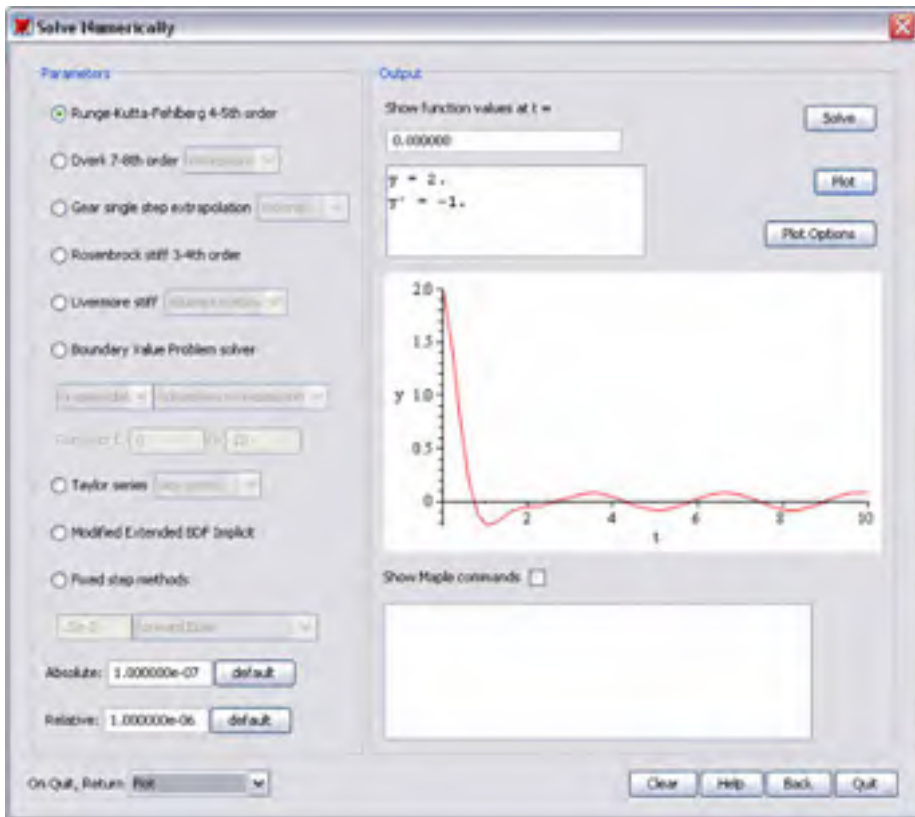 Solve Numerically
Parameters
Runge-Kutta-Fehlberg 4-5th order
Dverk 7-8th order
Gear single step extrapolation
Rosenbrock stiff 3-4th order
Livermore stiff
Boundary Value Problem solver
Taylor series
Modified Extended BDF Implicit
Fixed step methods
Forward Euler
Absolute: 1.000000e-07 default
Relative: 1.000000e-06 default
On Quit, Return Plot
Output
Show function values at t =
0.000000
Solve
y = 2.
y' = -1.
Plot
Plot Options
2.0
1.5
y 1.0
0.5
0
2 4 6 8 10
t
Show Maple commands
Clear Help Back Quit